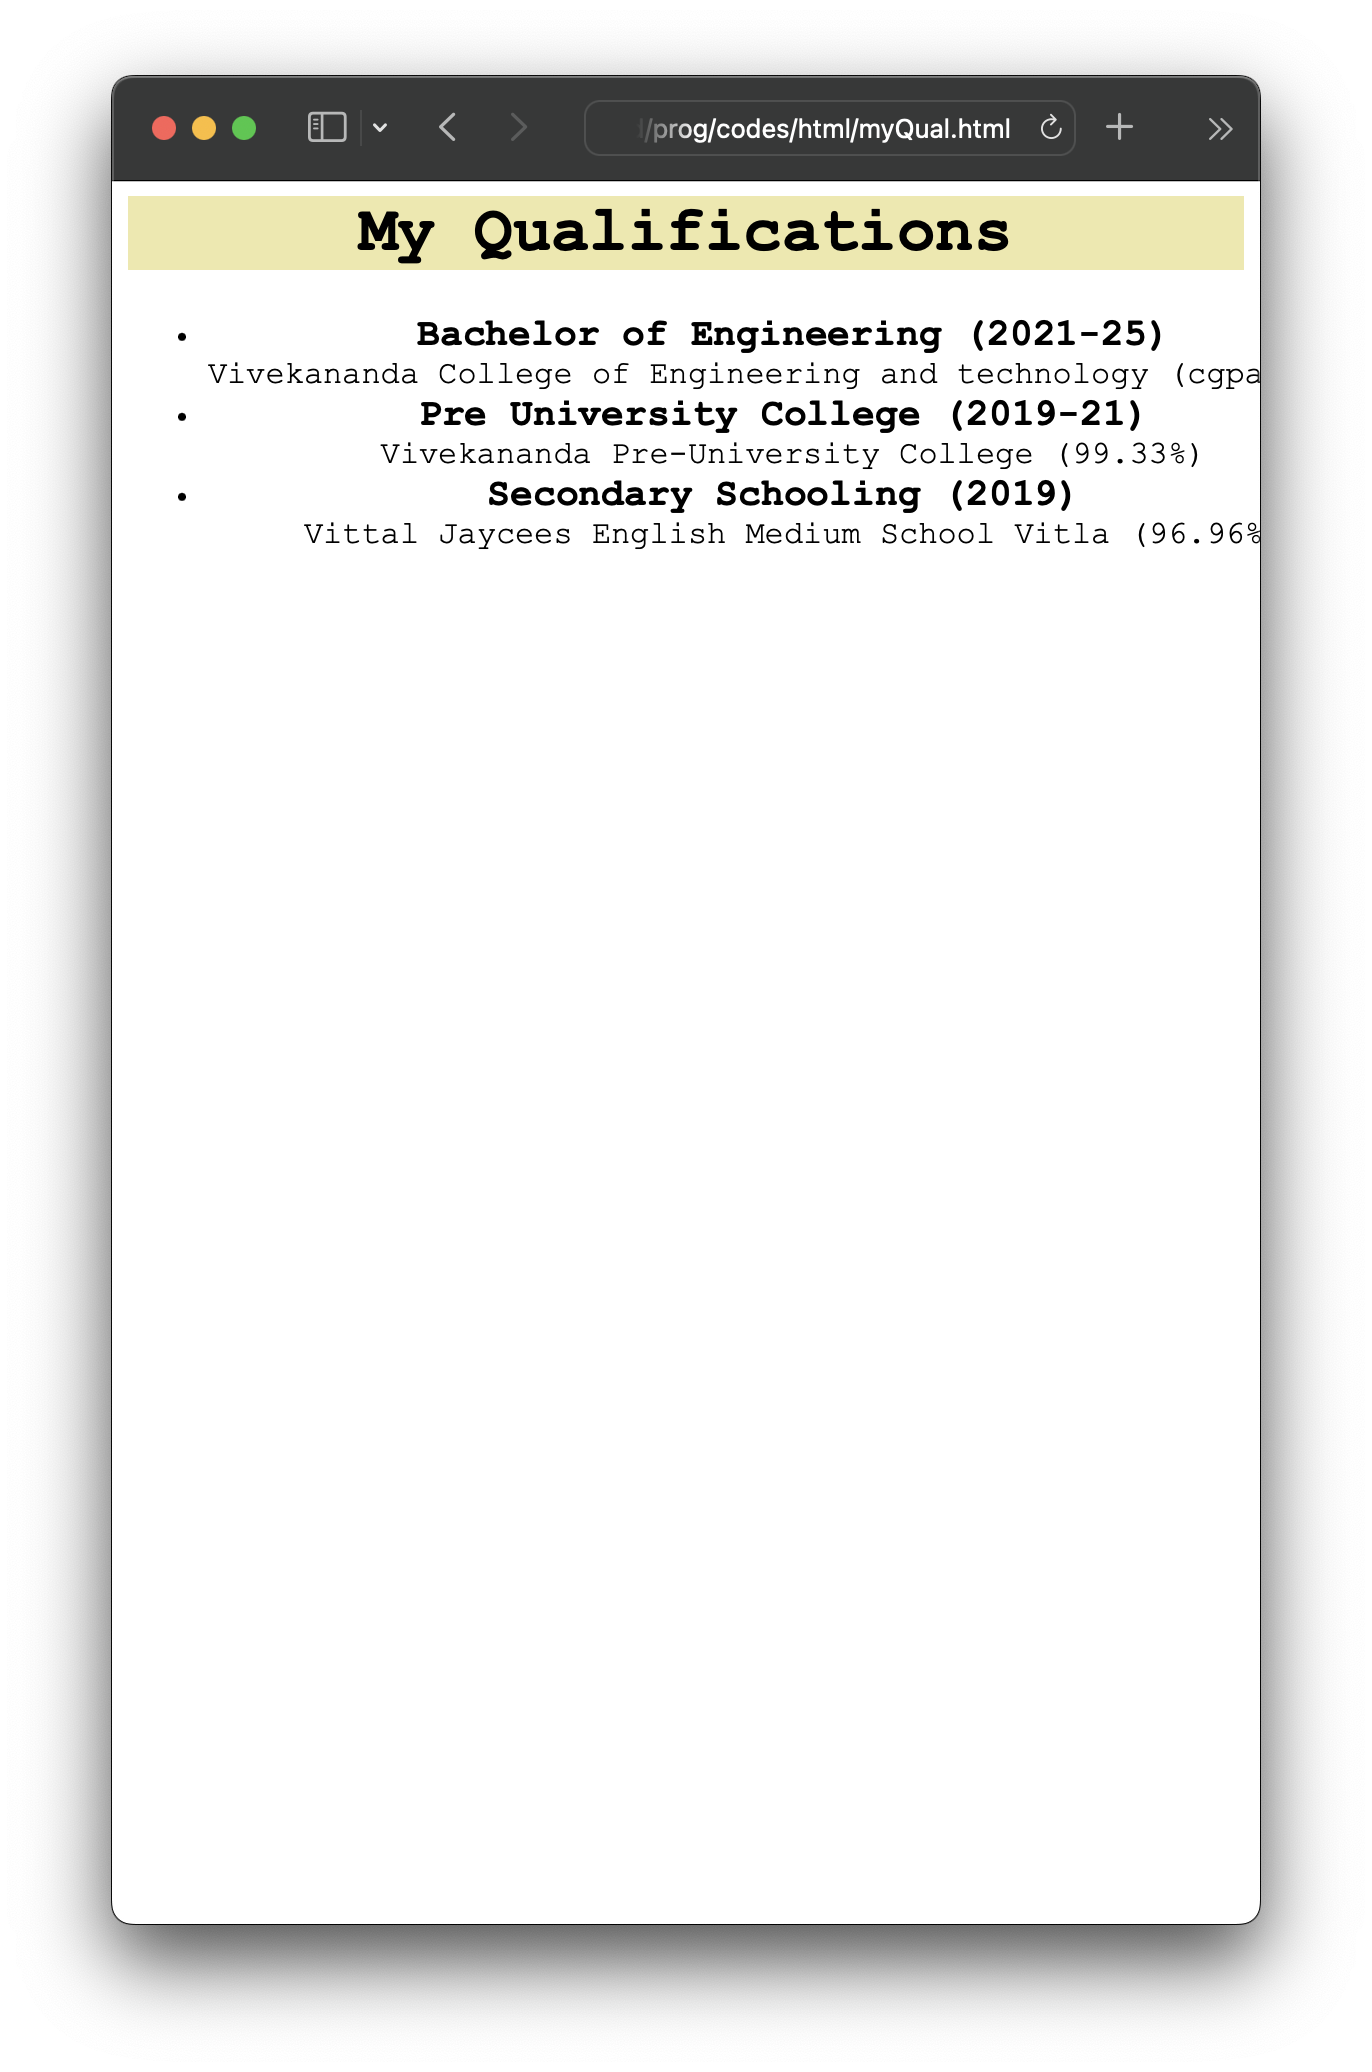 /prog/codes/html/myQual.html
My Qualifications
• Bachelor of Engineering (2021-25)
Vivekananda College of Engineering and technology (cgpa
• Pre University College (2019-21)
Vivekananda Pre-University College (99.33%)
• Secondary Schooling (2019)
Vittal Jaycees English Medium School Vitla (96.96%